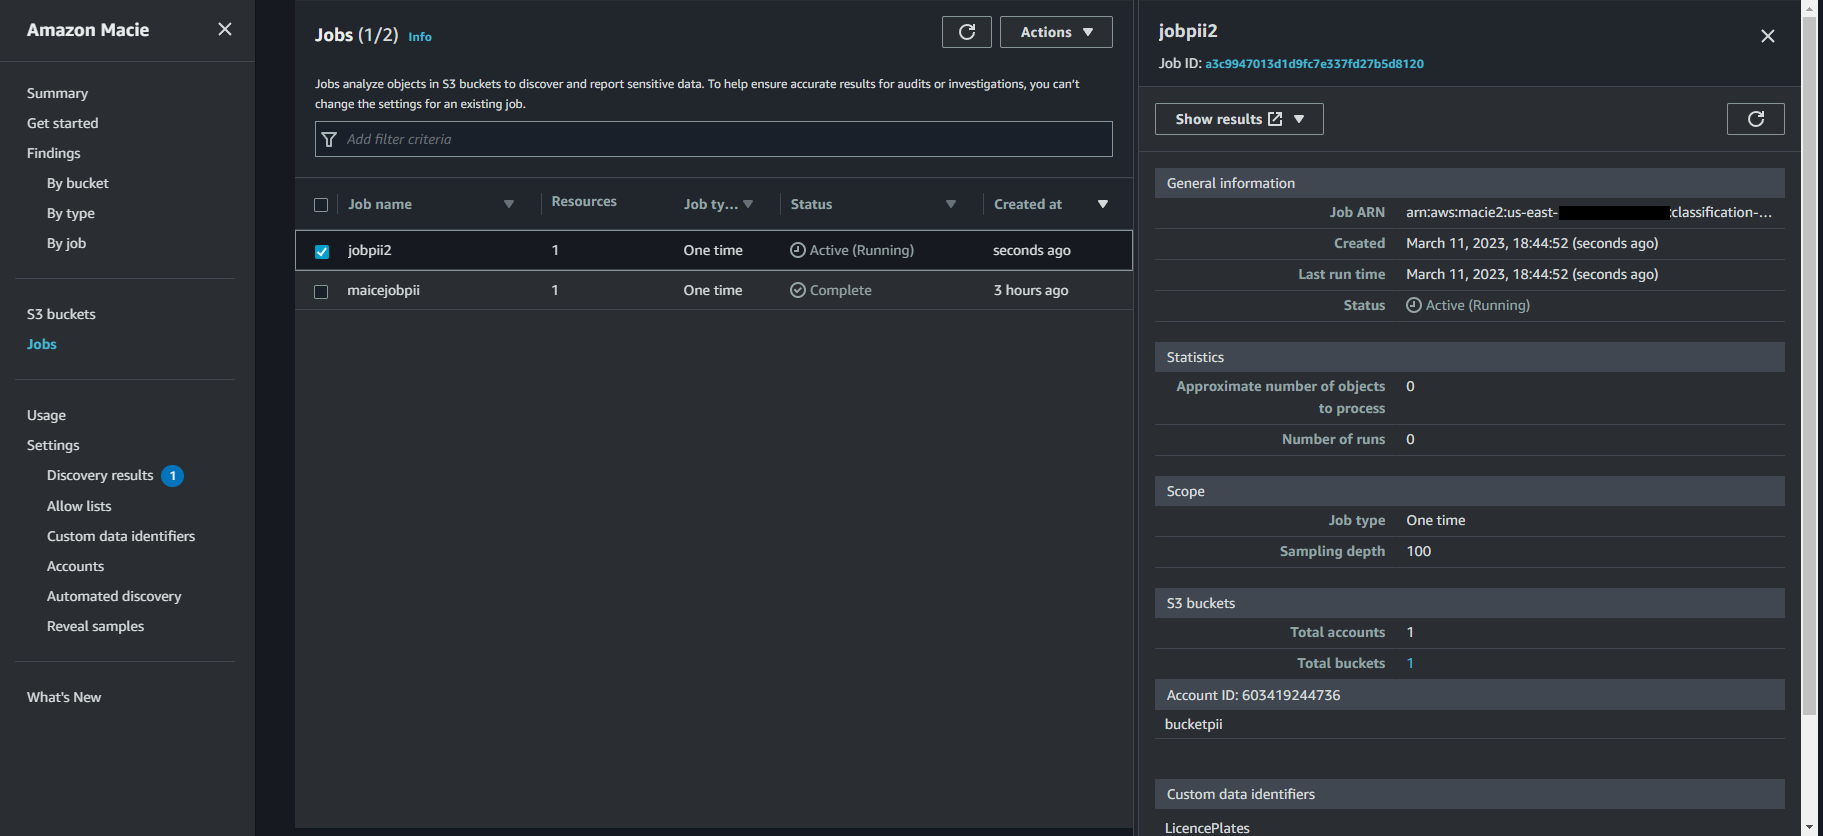 Amazon Macie
Summary
Get started
Findings
By bucket
By type
By job
S3 buckets
Jobs
Usage
Settings
Discovery results 1
Allow lists
Custom data identifiers
Accounts
Automated discovery
Reveal samples
What's New
Jobs (1/2) Info
Actions
Jobs analyze objects in S3 buckets to discover and report sensitive data. To help ensure accurate results for audits or investigations, you can't
change the settings for an existing job.
Add filter criteria
Job name Resources Job ty... Status Created at
jobpii2 1 One time Active (Running) seconds ago
maicejobpii 1 One time Complete 3 hours ago
jobpii2
Job ID: a3c9947013d1d9fc7e337fd27b5d8120
Show results
General information
Job ARN arn:aws:macie2:us-east- :classification-...
Created March 11, 2023, 18:44:52 (seconds ago)
Last run time March 11, 2023, 18:44:52 (seconds ago)
Status Active (Running)
Statistics
Approximate number of objects 0
to process
Number of runs 0
Scope
Job type One time
Sampling depth 100
S3 buckets
Total accounts 1
Total buckets 1
Account ID: 603419244736
bucketpii
Custom data identifiers
LicencePlates